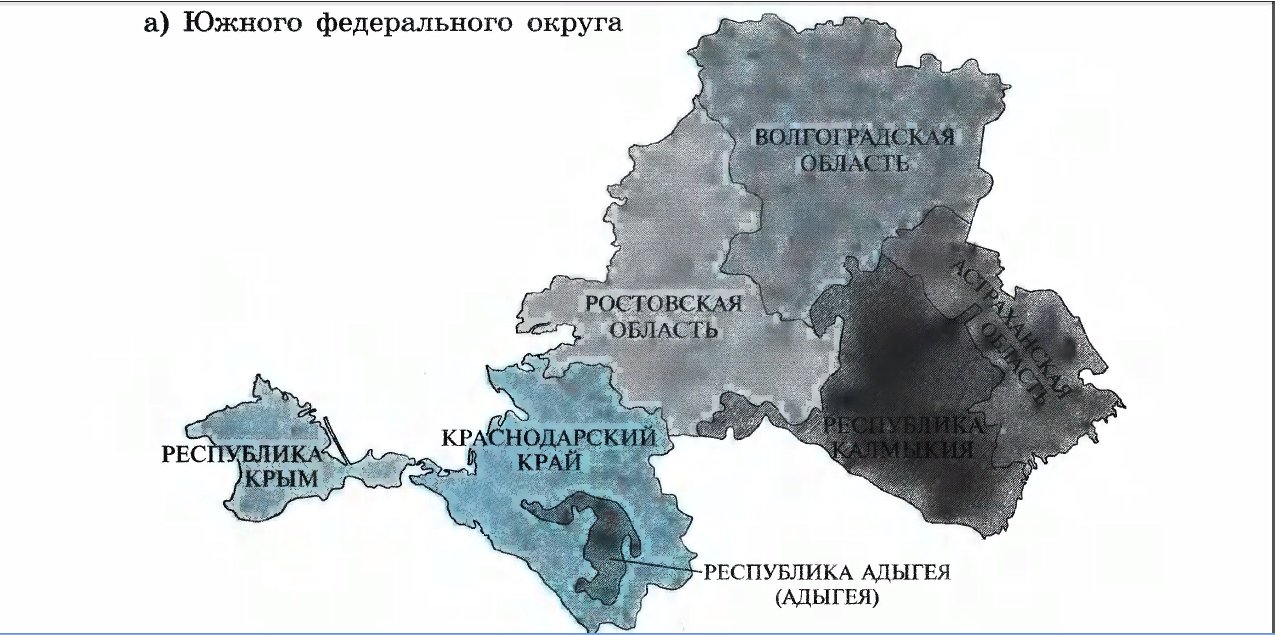 а) Южного федерального округа
ВОЛГОГРАДСКАЯ
ОБЛАСТЬ
РОСТОВСКАЯ
ОБЛАСТЬ
АСТРАХАНСКАЯ
ОБЛАСТЬ
РЕСПУБЛИКА
КАЛМЫКИЯ
КРАСНОДАРСКИЙ
КРАЙ
РЕСПУБЛИКА
КРЫМ
РЕСПУБЛИКА АДЫГЕЯ
(АДЫГЕЯ)